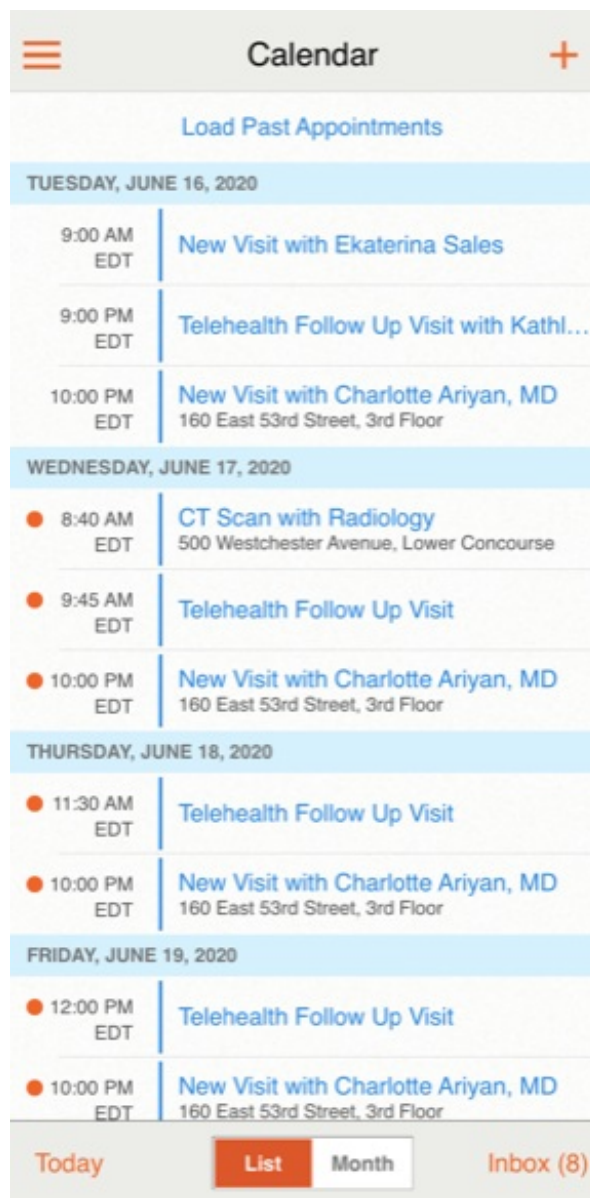 Calendar
+
Load Past Appointments
TUESDAY, JUNE 16, 2020
9:00 AM
EDT
New Visit with Ekaterina Sales
9:00 PM
EDT
Telehealth Follow Up Visit with Kathl...
10:00 PM
EDT
New Visit with Charlotte Ariyan, MD
160 East 53rd Street, 3rd Floor
WEDNESDAY, JUNE 17, 2020
8:40 AM
EDT
CT Scan with Radiology
500 Westchester Avenue, Lower Concourse
9:45 AM
EDT
Telehealth Follow Up Visit
10:00 PM
EDT
New Visit with Charlotte Ariyan, MD
160 East 53rd Street, 3rd Floor
THURSDAY, JUNE 18, 2020
11:30 AM
EDT
Telehealth Follow Up Visit
10:00 PM
EDT
New Visit with Charlotte Ariyan, MD
160 East 53rd Street, 3rd Floor
FRIDAY, JUNE 19, 2020
12:00 PM
EDT
Telehealth Follow Up Visit
10:00 PM
EDT
New Visit with Charlotte Ariyan, MD
160 East 53rd Street, 3rd Floor
Today
List
Month
Inbox (8)